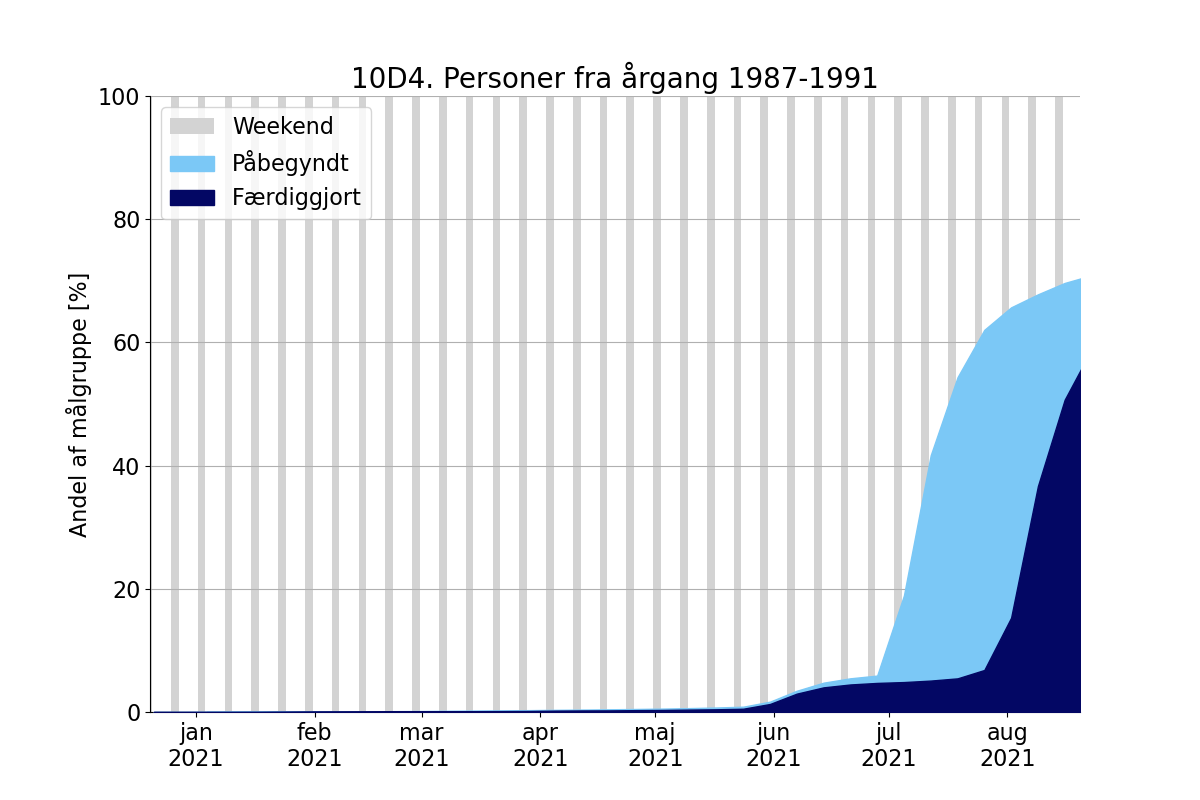 10D4. Personer fra årgang 1987-1991
100
80
60
40
20
0
Andel af målgruppe [%]
Weekend
Påbegyndt
Færdiggjort
jan
2021
feb
2021
mar
2021
apr
2021
maj
2021
jun
2021
jul
2021
aug
2021